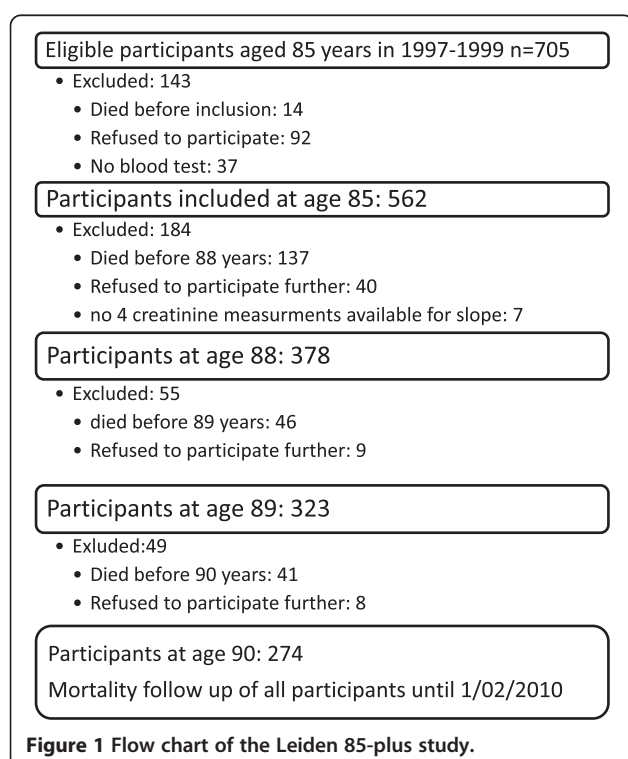 Eligible participants aged 85 years in 1997-1999 n=705
• Excluded: 143
• Died before inclusion: 14
• Refused to participate: 92
• No blood test: 37
Participants included at age 85: 562
• Excluded: 184
• Died before 88 years: 137
• Refused to participate further: 40
• no 4 creatinine measurments available for slope: 7
Participants at age 88: 378
• Excluded: 55
• died before 89 years: 46
• Refused to participate further: 9
Participants at age 89: 323
• Exluded:49
• Died before 90 years: 41
• Refused to participate further: 8
Participants at age 90: 274
Mortality follow up of all participants until 1/02/2010
Figure 1 Flow chart of the Leiden 85-plus study.